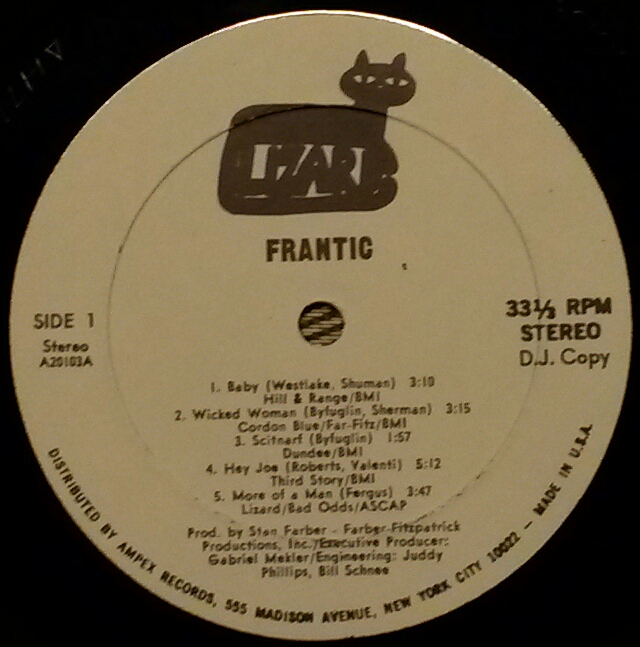 LIZARD
FRANTIC
SIDE 1
Stereo
A20103A
33⅓ RPM
STEREO
D.J. Copy
1. Baby (Westlake, Shuman) 3:10
Hill & Range/BMI
2. Wicked Woman (Byfuglin, Sherman) 3:15
Cordon Blue/Far-Fitz/BMI
3. Scitnarf (Byfuglin) 1:57
Dundee/BMI
4. Hey Joe (Roberts, Valenti) 5:12
Third Story/BMI
5. More of a Man (Fergus) 3:47
Lizard/Bad Odds/ASCAP
Prod. by Stan Farber - Farber-Fitzpatrick
Productions, Inc./Executive Producer:
Gabriel Mekler/Engineering: Juddy
Phillips, Bill Schnee
DISTRIBUTED BY AMPEX RECORDS, 555 MADISON AVENUE, NEW YORK CITY 10022 — MADE IN U.S.A.